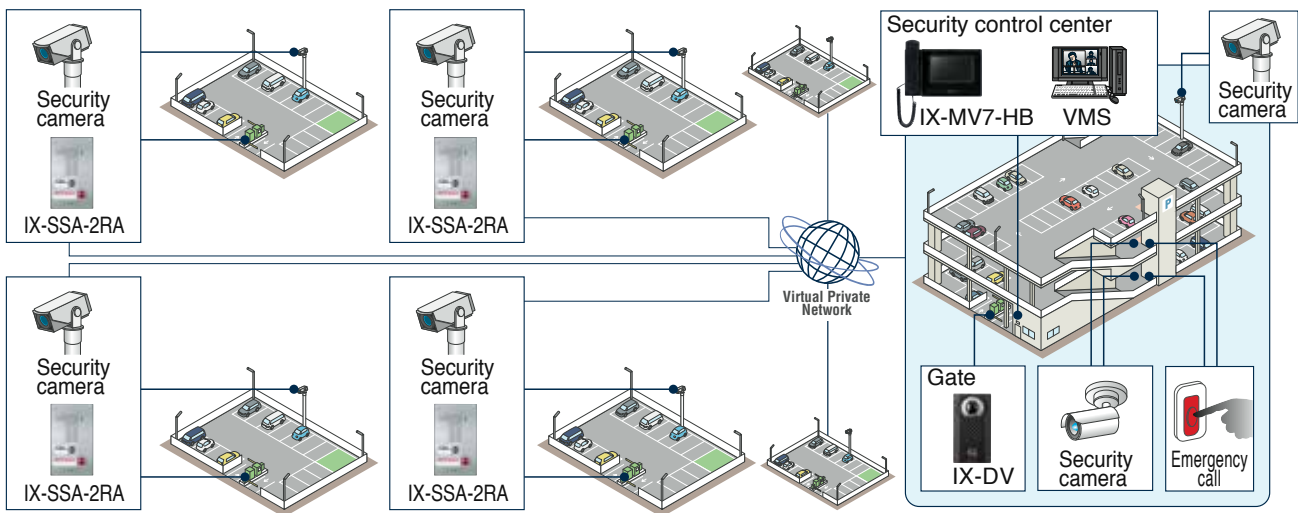 Security
camera
IX-SSA-2RA
Security
camera
IX-SSA-2RA
Security control center
IX-MV7-HB
VMS
Security
camera
P
Virtual Private
Network
Security
camera
IX-SSA-2RA
Security
camera
IX-SSA-2RA
Gate
IX-DV
Security
camera
Emergency
call